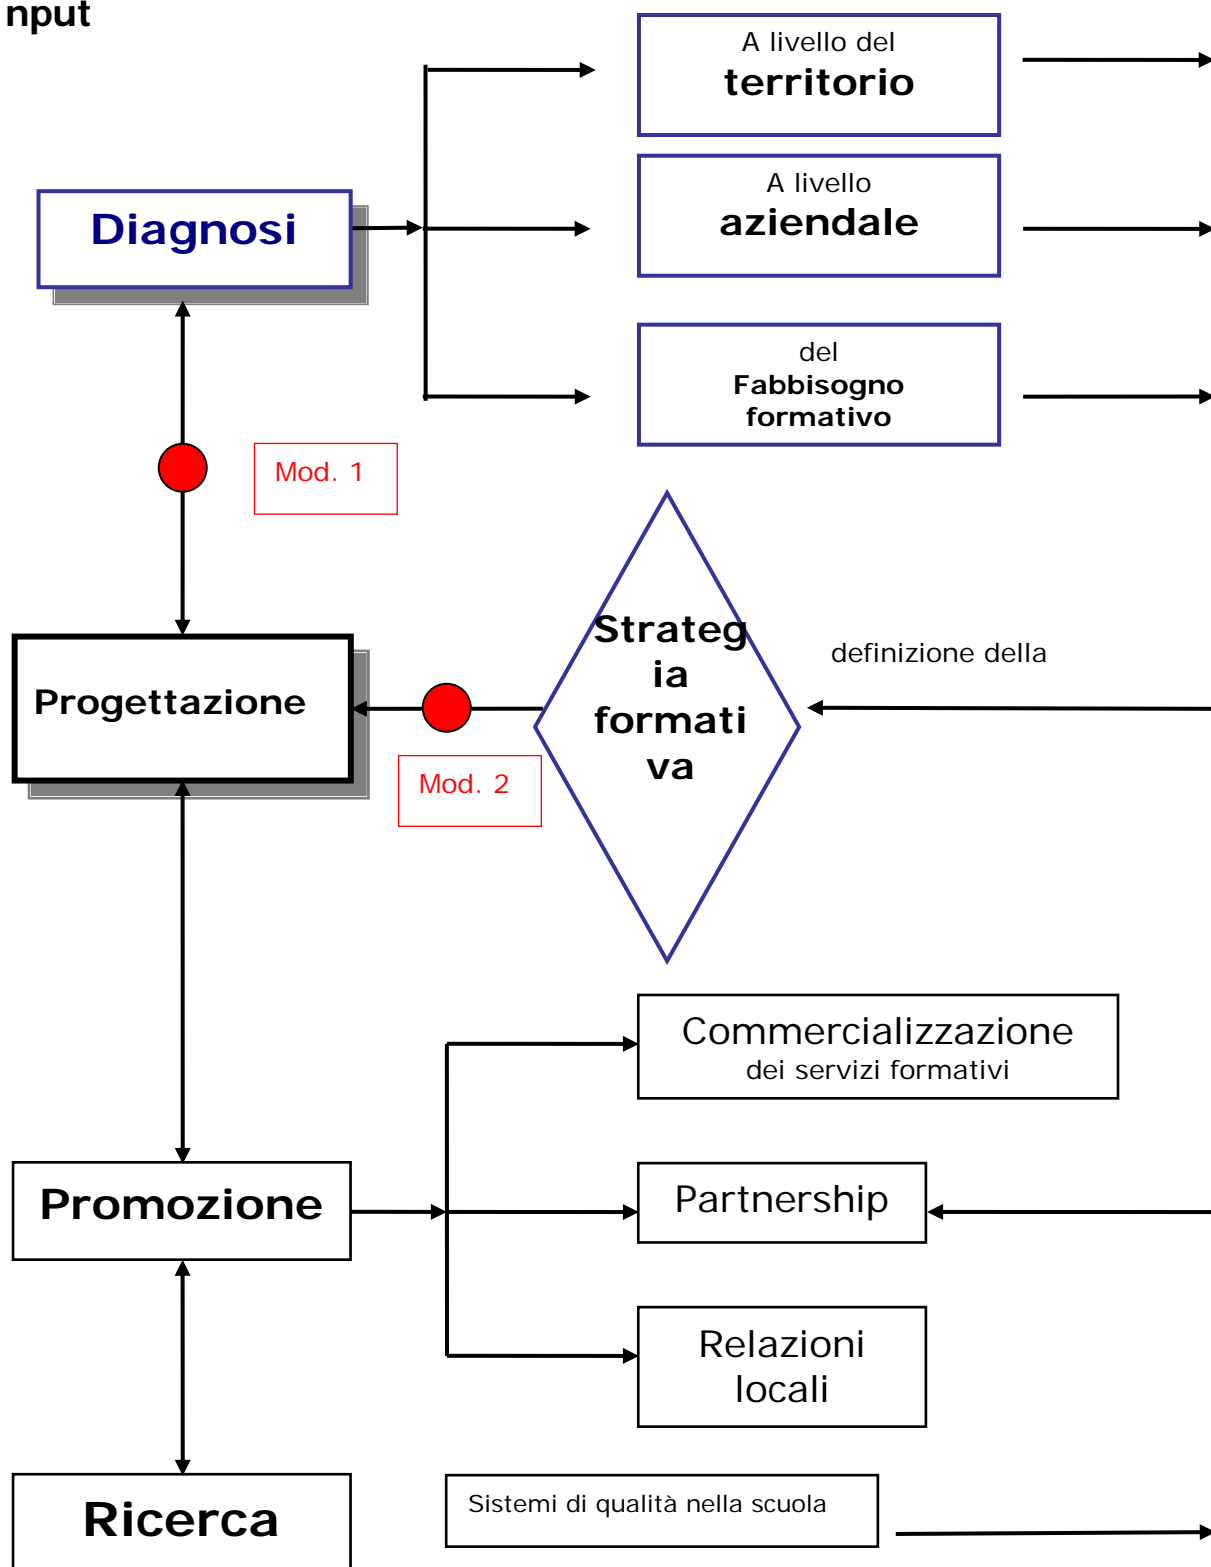 nput
A livello del
territorio
A livello
aziendale
Diagnosi
del
Fabbisogno
formativo
Mod. 1
Strateg
ia
formati
va
definizione della
Progettazione
Mod. 2
Commercializzazione
dei servizi formativi
Promozione
Partnership
Relazioni
locali
Ricerca
Sistemi di qualità nella scuola